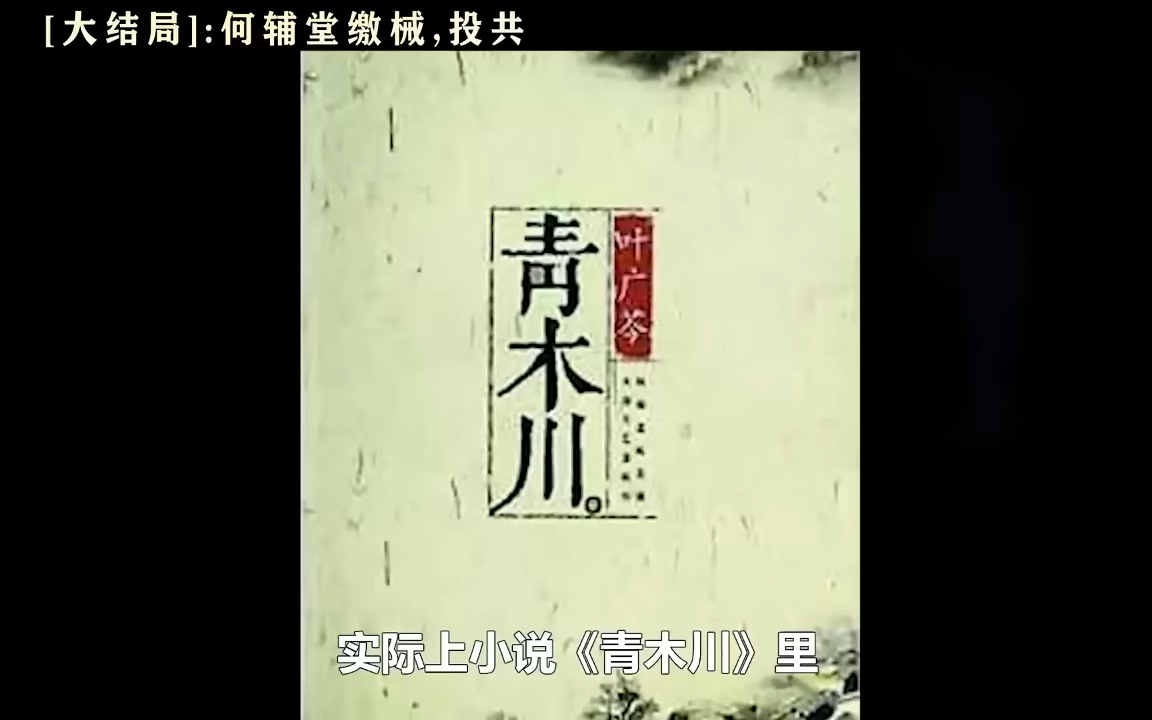 [大结局]:何辅堂缴械,投共
叶广芩
青木川。
实际上小说《青木川》里